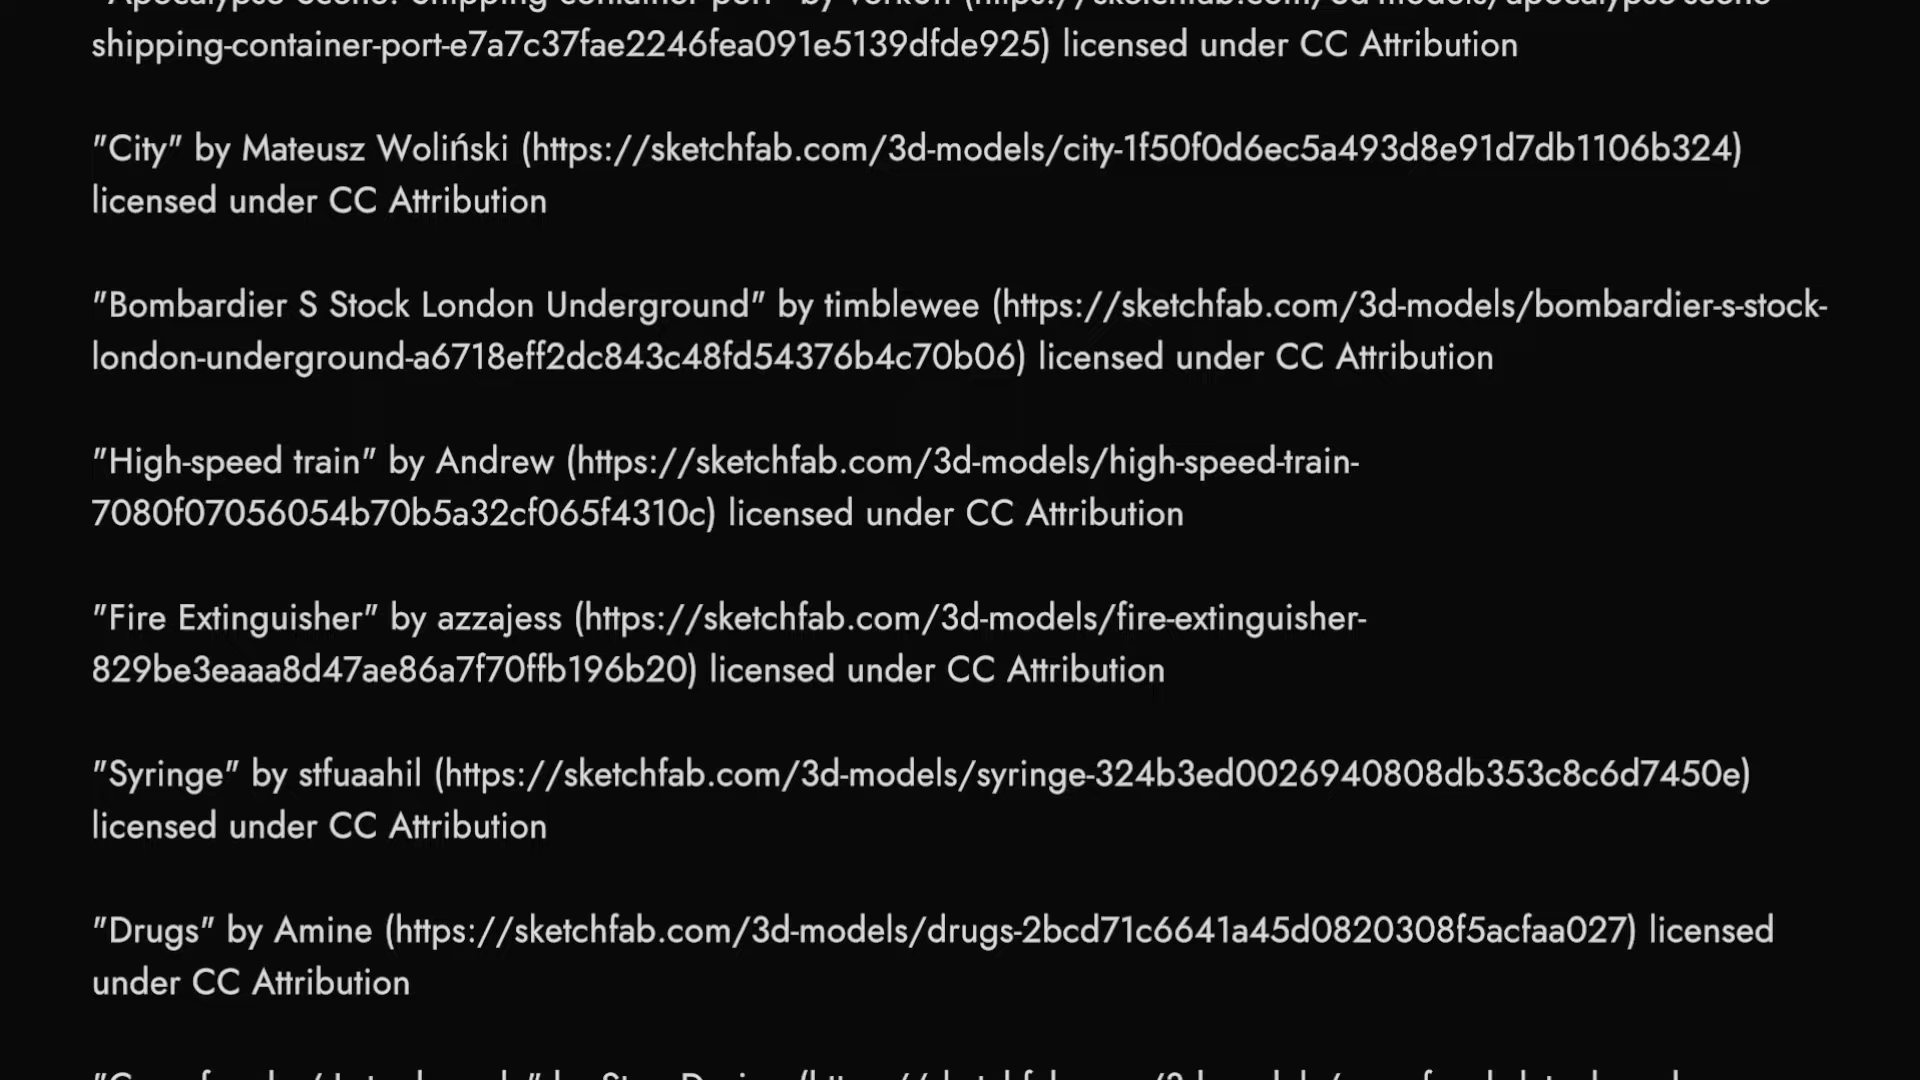 shipping-container-port-e7a7c37fae2246fea091e5139dfde925) licensed under CC Attribution
"City" by Mateusz Woliński (https://sketchfab.com/3d-models/city-1f50f0d6ec5a493d8e91d7db1106b324)
licensed under CC Attribution
"Bombardier S Stock London Underground" by timblewee (https://sketchfab.com/3d-models/bombardier-s-stock-
london-underground-a6718eff2dc843c48fd54376b4c70b06) licensed under CC Attribution
"High-speed train" by Andrew (https://sketchfab.com/3d-models/high-speed-train-
7080f07056054b70b5a32cf065f4310c) licensed under CC Attribution
"Fire Extinguisher" by azzajess (https://sketchfab.com/3d-models/fire-extinguisher-
829be3eaaa8d47ae86a7f70ffb196b20) licensed under CC Attribution
"Syringe" by stfuaahil (https://sketchfab.com/3d-models/syringe-324b3ed0026940808db353c8c6d7450e)
licensed under CC Attribution
"Drugs" by Amine (https://sketchfab.com/3d-models/drugs-2bcd71c6641a45d0820308f5acfaa027) licensed
under CC Attribution